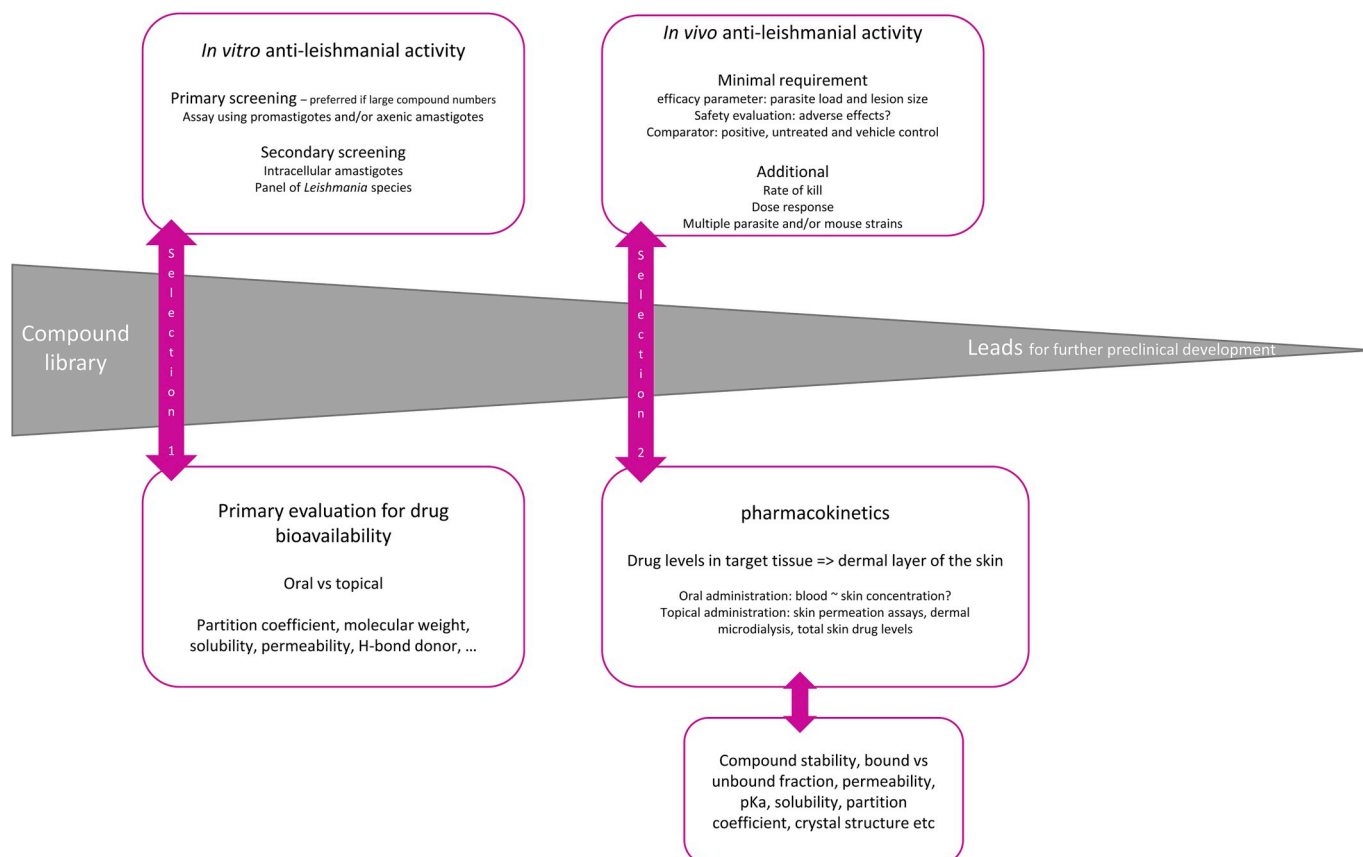 In vitro anti-leishmanial activity
Primary screening – preferred if large compound numbers
Assay using promastigotes and/or axenic amastigotes
Secondary screening
Intracellular amastigotes
Panel of Leishmania species
In vivo anti-leishmanial activity
Minimal requirement
efficacy parameter: parasite load and lesion size
Safety evaluation: adverse effects?
Comparator: positive, untreated and vehicle control
Additional
Rate of kill
Dose response
Multiple parasite and/or mouse strains
Compound
library
Selection 1
Selection 2
Leads for further preclinical development
Primary evaluation for drug
bioavailability
Oral vs topical
Partition coefficient, molecular weight,
solubility, permeability, H-bond donor, ...
pharmacokinetics
Drug levels in target tissue => dermal layer of the skin
Oral administration: blood ~ skin concentration?
Topical administration: skin permeation assays, dermal
microdialysis, total skin drug levels
Compound stability, bound vs
unbound fraction, permeability,
pKa, solubility, partition
coefficient, crystal structure etc